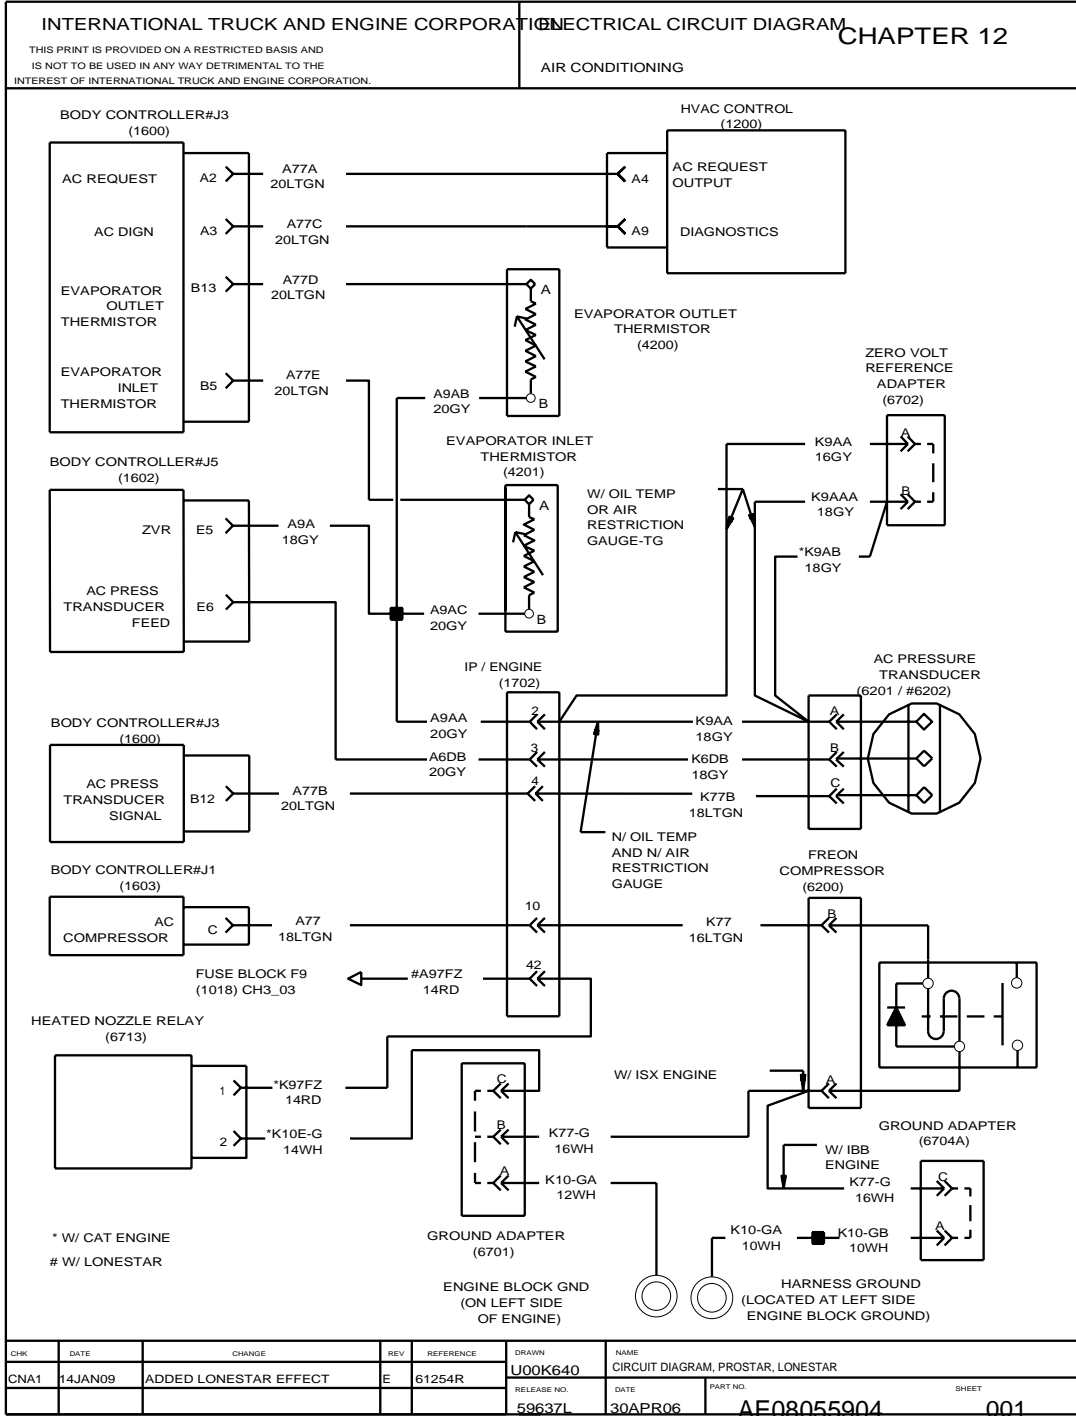 INTERNATIONAL TRUCK AND ENGINE CORPORATION
ELECTRICAL CIRCUIT DIAGRAM
CHAPTER 12
THIS PRINT IS PROVIDED ON A RESTRICTED BASIS AND
IS NOT TO BE USED IN ANY WAY DETRIMENTAL TO THE
INTEREST OF INTERNATIONAL TRUCK AND ENGINE CORPORATION.
AIR CONDITIONING
BODY CONTROLLER#J3
(1600)
AC REQUEST
A2
A77A
20LTGN
AC DIGN
A3
A77C
20LTGN
EVAPORATOR
OUTLET
THERMISTOR
B13
A77D
20LTGN
EVAPORATOR
INLET
THERMISTOR
B5
A77E
20LTGN
HVAC CONTROL
(1200)
A4
AC REQUEST
OUTPUT
A9
DIAGNOSTICS
A
B
EVAPORATOR OUTLET
THERMISTOR
(4200)
A9AB
20GY
EVAPORATOR INLET
THERMISTOR
(4201)
A
B
A9AC
20GY
ZERO VOLT
REFERENCE
ADAPTER
(6702)
A
B
K9AA
16GY
K9AAA
18GY
*K9AB
18GY
W/ OIL TEMP
OR AIR
RESTRICTION
GAUGE-TG
BODY CONTROLLER#J5
(1602)
ZVR
E5
A9A
18GY
AC PRESS
TRANSDUCER
FEED
E6
IP / ENGINE
(1702)
2
3
4
10
42
A9AA
20GY
A6DB
20GY
K9AA
18GY
K6DB
18GY
K77B
18LTGN
AC PRESSURE
TRANSDUCER
(6201 / #6202)
A
B
C
BODY CONTROLLER#J3
(1600)
AC PRESS
TRANSDUCER
SIGNAL
B12
A77B
20LTGN
N/ OIL TEMP
AND N/ AIR
RESTRICTION
GAUGE
BODY CONTROLLER#J1
(1603)
AC
COMPRESSOR
C
A77
18LTGN
K77
16LTGN
FREON
COMPRESSOR
(6200)
B
A
FUSE BLOCK F9
(1018) CH3_03
#A97FZ
14RD
HEATED NOZZLE RELAY
(6713)
1
*K97FZ
14RD
2
*K10E-G
14WH
C
B
A
K77-G
16WH
K10-GA
12WH
W/ ISX ENGINE
GROUND ADAPTER
(6704A)
W/ IBB
ENGINE
K77-G
16WH
C
A
K10-GA
10WH
K10-GB
10WH
* W/ CAT ENGINE
# W/ LONESTAR
GROUND ADAPTER
(6701)
ENGINE BLOCK GND
(ON LEFT SIDE
OF ENGINE)
HARNESS GROUND
(LOCATED AT LEFT SIDE
ENGINE BLOCK GROUND)
CHK DATE CHANGE REV REFERENCE
CNA1 14JAN09 ADDED LONESTAR EFFECT E 61254R
DRAWN
U00K640
NAME
CIRCUIT DIAGRAM, PROSTAR, LONESTAR
RELEASE NO.
59637L
DATE
30APR06
PART NO.
AE08055904
SHEET
001